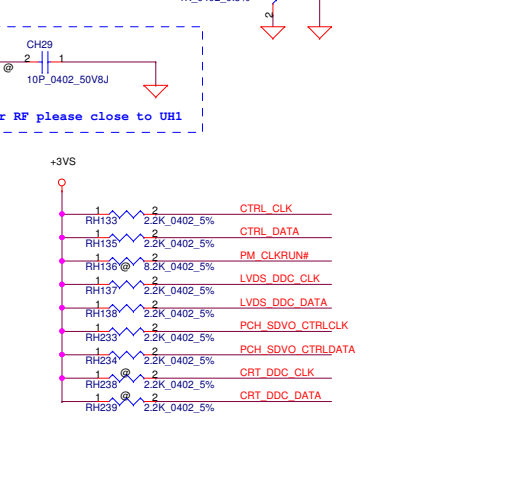 2
CH29
2 1
@
10P_0402_50V8J
r RF please close to UH1
+3VS
1 2 CTRL_CLK
RH133 2.2K_0402_5%
1 2 CTRL_DATA
RH135 2.2K_0402_5%
1 2 PM_CLKRUN#
RH136 @ 8.2K_0402_5%
1 2 LVDS_DDC_CLK
RH137 2.2K_0402_5%
1 2 LVDS_DDC_DATA
RH138 2.2K_0402_5%
1 2 PCH_SDVO_CTRLCLK
RH233 2.2K_0402_5%
1 2 PCH_SDVO_CTRLDATA
RH234 2.2K_0402_5%
1 @ 2 CRT_DDC_CLK
RH238 2.2K_0402_5%
1 @ 2 CRT_DDC_DATA
RH239 2.2K_0402_5%